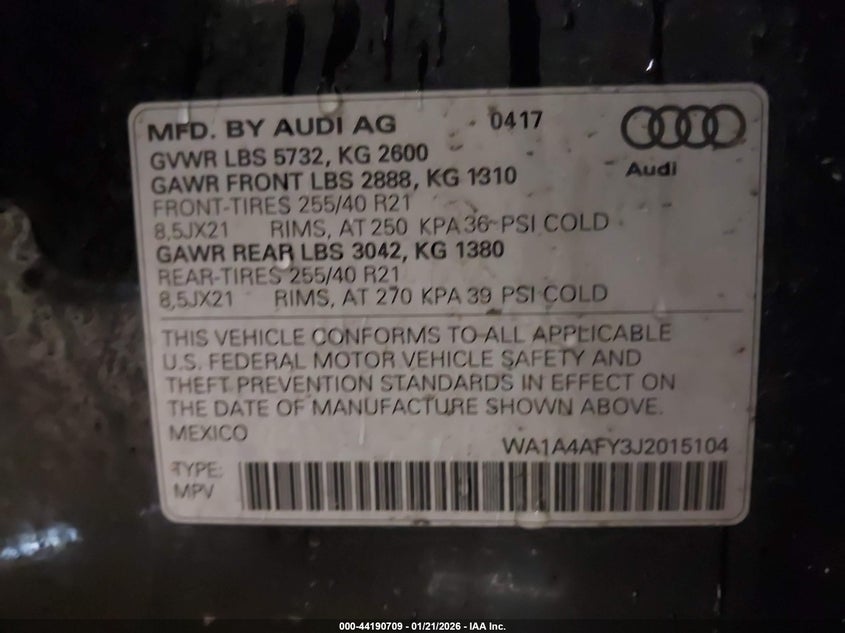 MFD. BY AUDI AG 0417
Audi
GVWR LBS 5732, KG 2600
GAWR FRONT LBS 2888, KG 1310
FRONT-TIRES 255/40 R21
8,5JX21 RIMS, AT 250 KPA 36 PSI COLD
GAWR REAR LBS 3042, KG 1380
REAR-TIRES 255/40 R21
8,5JX21 RIMS, AT 270 KPA 39 PSI COLD
THIS VEHICLE CONFORMS TO ALL APPLICABLE
U.S. FEDERAL MOTOR VEHICLE SAFETY AND
THEFT PREVENTION STANDARDS IN EFFECT ON
THE DATE OF MANUFACTURE SHOWN ABOVE.
MEXICO
WA1A4AFY3J2015104
TYPE:
MPV
000-44190709 - 01/21/2026 - IAA Inc.